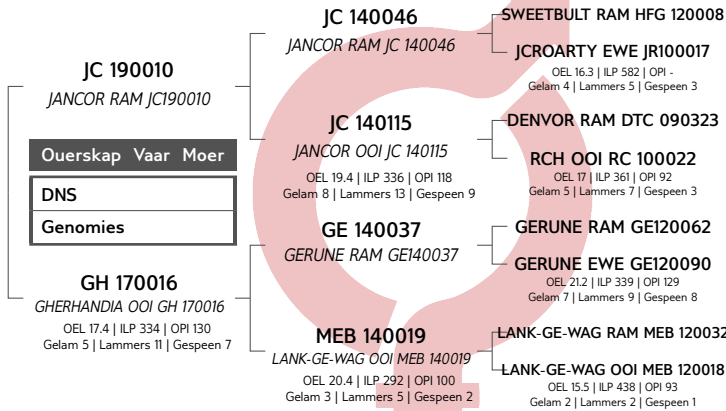 JC 190010
JANCOR RAM JC190010
Ouerskap Vaar Moer
DNS
Genomies
GH 170016
GHERHANDIA OOI GH 170016
OEL 17.4 | ILP 334 | OPI 130
Gelam 5 | Lammers 11 | Gespeen 7
JC 140046
JANCOR RAM JC 140046
JC 140115
JANCOR OOI JC 140115
OEL 19.4 | ILP 336 | OPI 118
Gelam 8 | Lammers 13 | Gespeen 9
GE 140037
GERUNE RAM GE140037
MEB 140019
LANK-GE-WAG OOI MEB 140019
OEL 20.4 | ILP 292 | OPI 100
Gelam 3 | Lammers 5 | Gespeen 2
SWEETBULT RAM HFG 120008
JCROARTY EWE JR100017
OEL 16.3 | ILP 582 | OPI -
Gelam 4 | Lammers 5 | Gespeen 3
DENVOR RAM DTC 090323
RCH OOI RC 100022
OEL 17 | ILP 361 | OPI 92
Gelam 5 | Lammers 7 | Gespeen 3
GERUNE RAM GE120062
GERUNE EWE GE120090
OEL 21.2 | ILP 339 | OPI 129
Gelam 7 | Lammers 9 | Gespeen 8
LANK-GE-WAG RAM MEB 120032
LANK-GE-WAG OOI MEB 120018
OEL 15.5 | ILP 438 | OPI 93
Gelam 2 | Lammers 2 | Gespeen 1